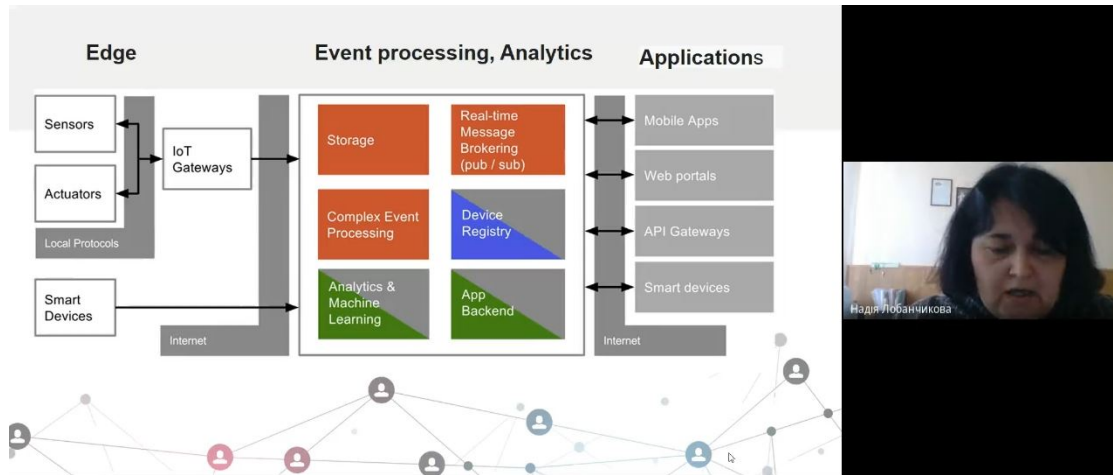 Edge
Event processing, Analytics
Applications
Sensors
Actuators
Local Protocols
IoT
Gateways
Smart
Devices
Internet
Storage
Real-time
Message
Brokering
(pub / sub)
Complex Event
Processing
Device
Registry
Analytics &
Machine
Learning
App
Backend
Internet
Mobile Apps
Web portals
API Gateways
Smart devices
Надія Лобанчикова